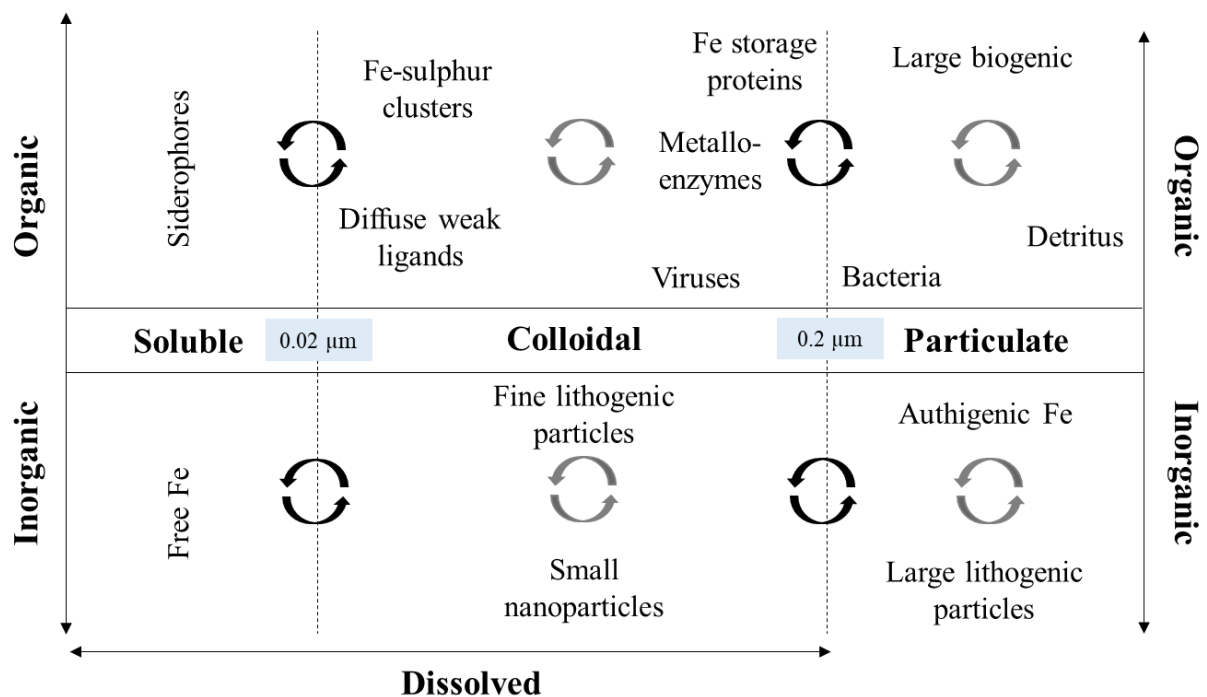 Organic
Siderophores
Fe-sulphur
clusters
Diffuse weak
ligands
Fe storage
proteins
Metallo-
enzymes
Viruses
Large biogenic
Bacteria
Detritus
Organic
Soluble
0.02 µm
Colloidal
0.2 µm
Particulate
Inorganic
Free Fe
Fine lithogenic
particles
Small
nanoparticles
Authigenic Fe
Large lithogenic
particles
Inorganic
Dissolved